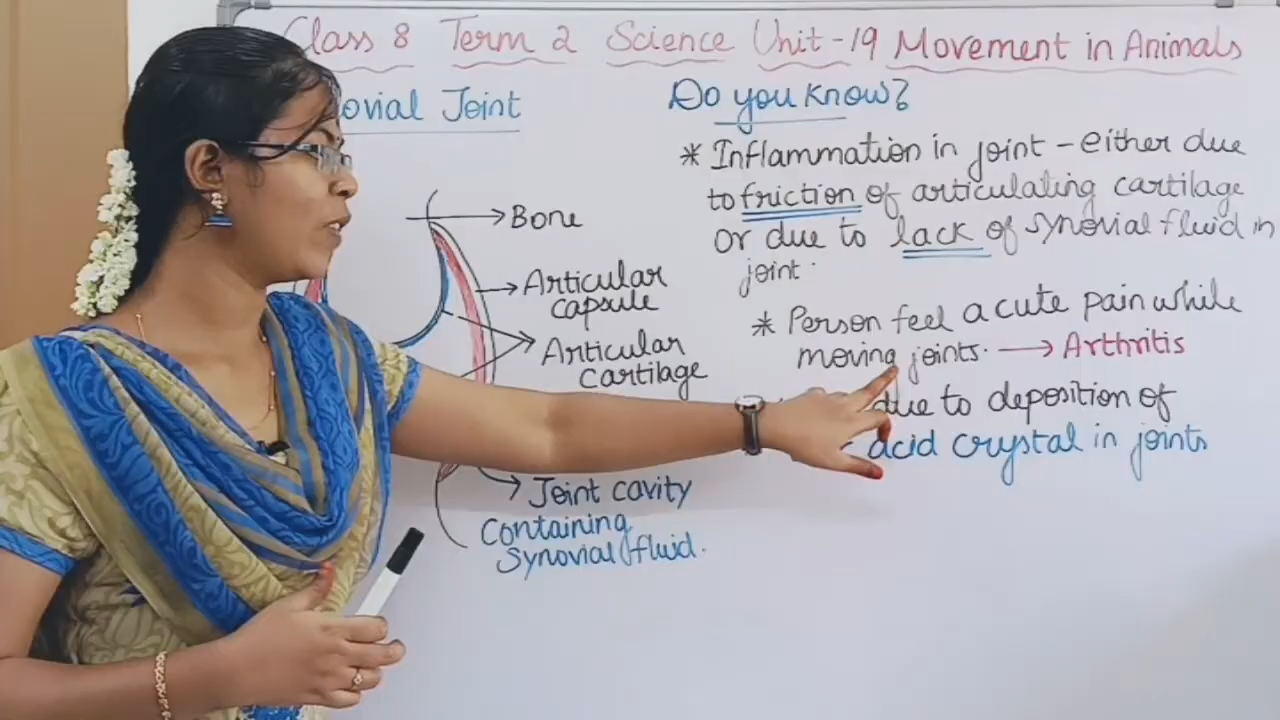 Class 8 Term 2 Science Unit-19 Movement in Animals
Joint
Bone
Articular
capsule
Articular
cartilage
Joint cavity
Containing
Synovial fluid.
Do you know?
* Inflammation in joint - either due
to friction of articulating cartilage
or due to lack of synovial fluid in
joint.
* Person feel acute pain while
moving joints. → Arthritis
due to deposition of
acid crystal in joints